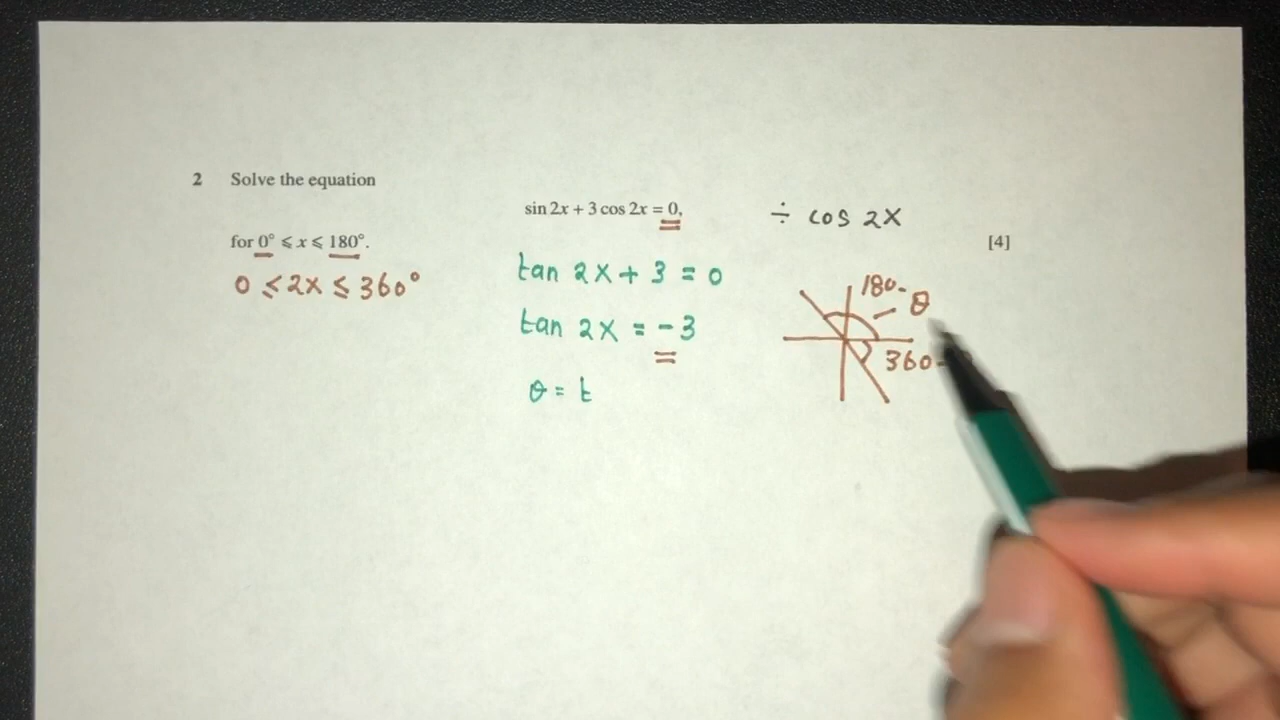 2 Solve the equation
sin 2x + 3 cos 2x = 0,
÷ cos 2x
for 0° ⩽ x ⩽ 180°.
[4]
0 ⩽ 2x ⩽ 360°
tan 2x + 3 = 0
tan 2x = -3
θ = t
180-θ
360-